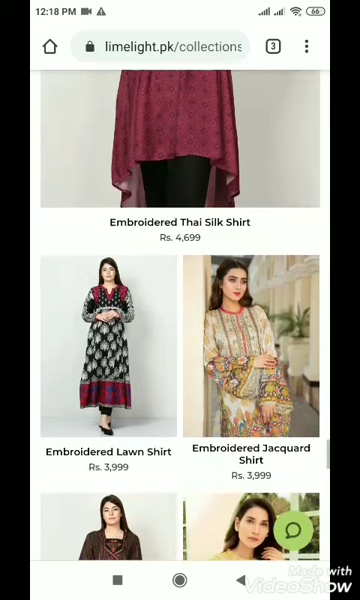 12:18 PM
66
limelight.pk/collections
3
Embroidered Thai Silk Shirt
Rs. 4,699
Embroidered Lawn Shirt
Rs. 3,999
Embroidered Jacquard
Shirt
Rs. 3,999
Made with
VideoShow